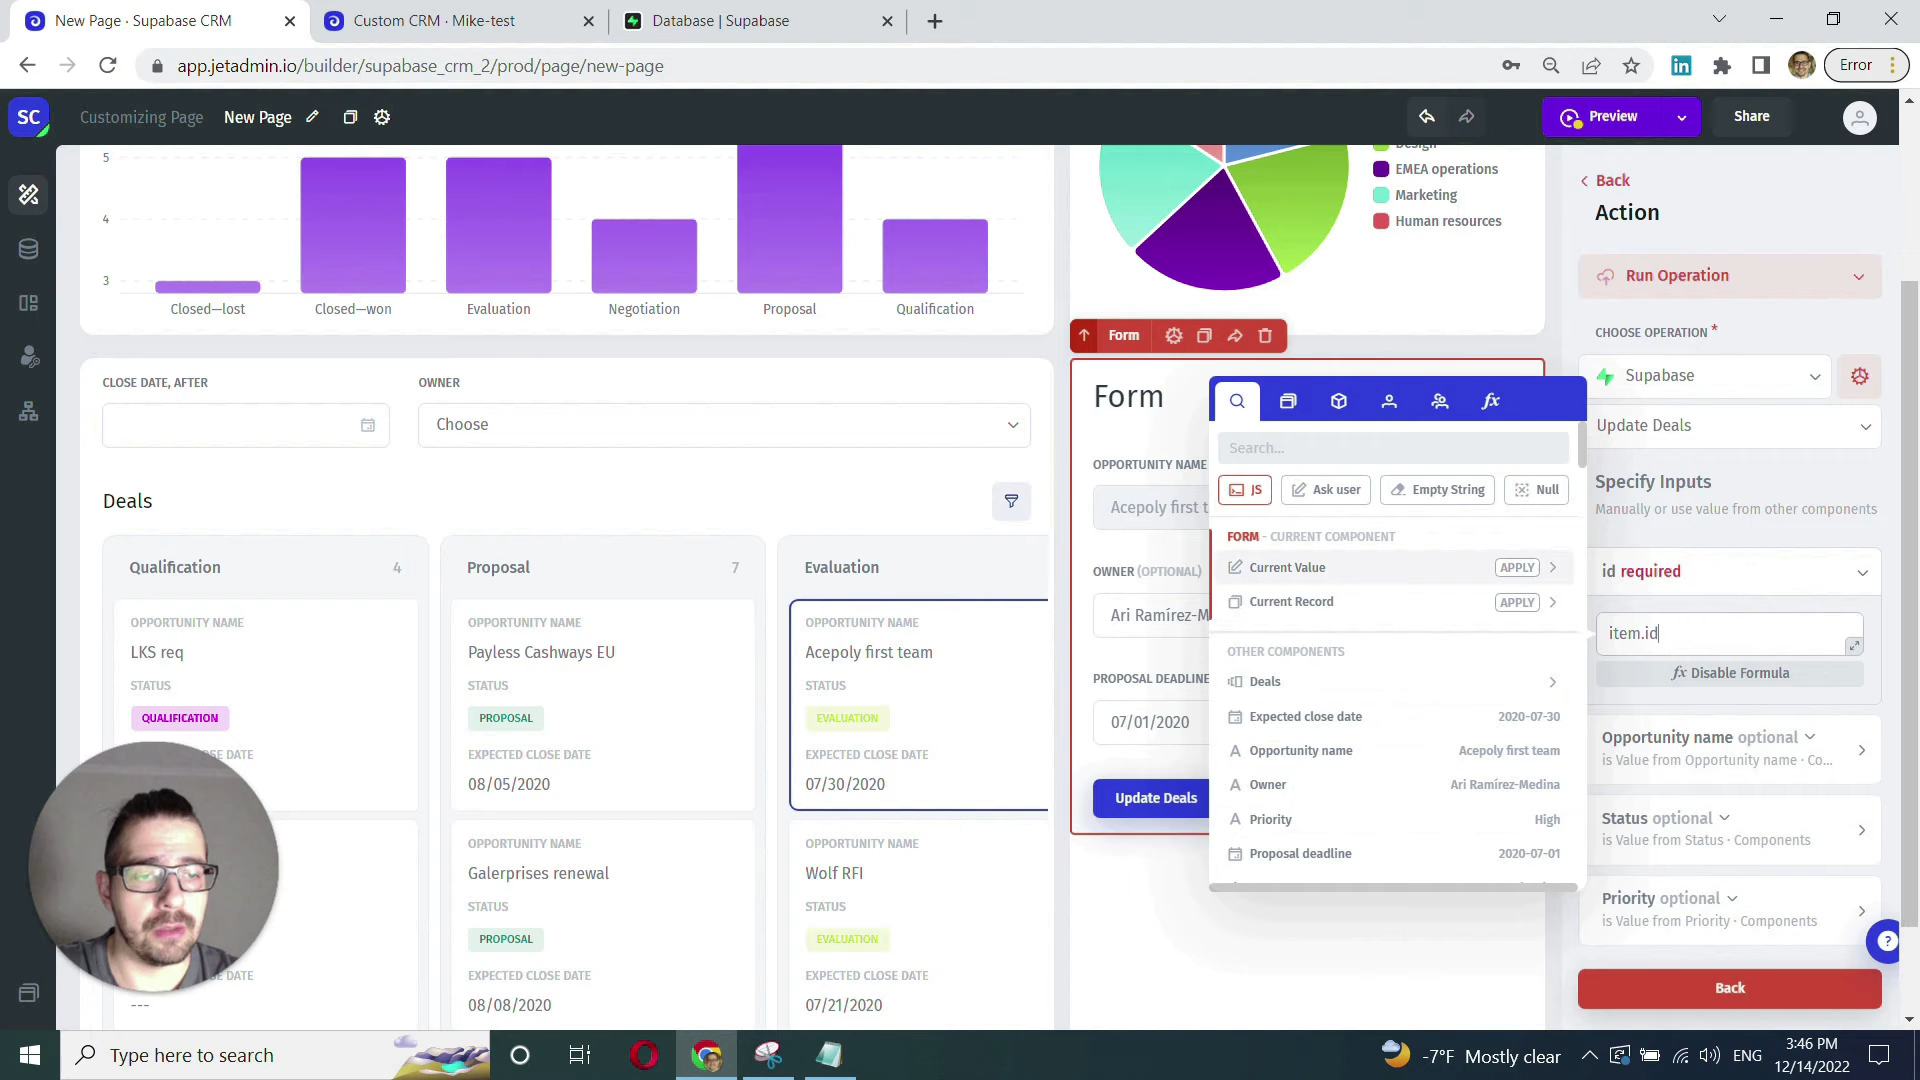 New Page · Supabase CRM
Custom CRM · Mike-test
Database | Supabase
app.jetadmin.io/builder/supabase_crm_2/prod/page/new-page
Error
SC
Customizing Page
New Page
Preview
Share
5
4
3
Closed—lost
Closed—won
Evaluation
Negotiation
Proposal
Qualification
Design
EMEA operations
Marketing
Human resources
Back
Action
Run Operation
CHOOSE OPERATION *
Supabase
Update Deals
Specify Inputs
Manually or use value from other components
id required
item.id
fx Disable Formula
Opportunity name optional
is Value from Opportunity name · Co...
Status optional
is Value from Status · Components
Priority optional
is Value from Priority · Components
Back
?
CLOSE DATE, AFTER
OWNER
Choose
Deals
Qualification
4
OPPORTUNITY NAME
LKS req
STATUS
QUALIFICATION
SE DATE
SE DATE
---
Proposal
7
OPPORTUNITY NAME
Payless Cashways EU
STATUS
PROPOSAL
EXPECTED CLOSE DATE
08/05/2020
OPPORTUNITY NAME
Galerprises renewal
STATUS
PROPOSAL
EXPECTED CLOSE DATE
08/08/2020
Evaluation
OPPORTUNITY NAME
Acepoly first team
STATUS
EVALUATION
EXPECTED CLOSE DATE
07/30/2020
OPPORTUNITY NAME
Wolf RFI
STATUS
EVALUATION
EXPECTED CLOSE DATE
07/21/2020
Form
Form
OPPORTUNITY NAME
Acepoly first t
OWNER (OPTIONAL)
Ari Ramírez-M
PROPOSAL DEADLINE
07/01/2020
Update Deals
fx
Search...
JS
Ask user
Empty String
Null
FORM - CURRENT COMPONENT
Current Value
APPLY
Current Record
APPLY
OTHER COMPONENTS
Deals
Expected close date
2020-07-30
Opportunity name
Acepoly first team
Owner
Ari Ramírez-Medina
Priority
High
Proposal deadline
2020-07-01
Type here to search
-7°F Mostly clear
ENG
3:46 PM
12/14/2022